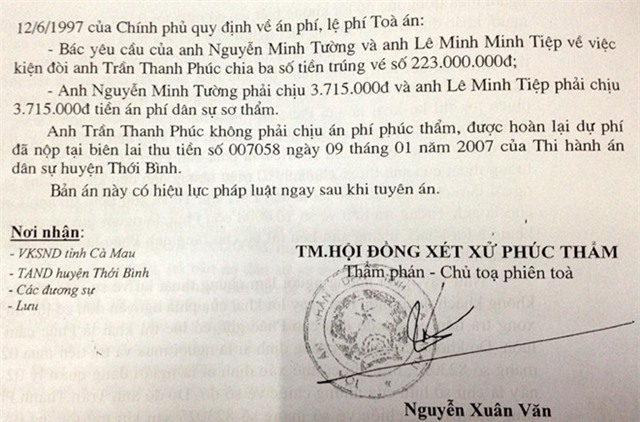 12/6/1997 của Chính phủ quy định về án phí, lệ phí Toà án:
- Bác yêu cầu của anh Nguyễn Minh Tường và anh Lê Minh Minh Tiệp về việc
kiện đòi anh Trần Thanh Phúc chia ba số tiền trúng vé số 223.000.000đ;
- Anh Nguyễn Minh Tường phải chịu 3.715.000đ và anh Lê Minh Tiệp phải chịu
3.715.000đ tiền án phí dân sự sơ thẩm.
Anh Trần Thanh Phúc không phải chịu án phí phúc thẩm, được hoàn lại dự phí
đã nộp tại biên lai thu tiền số 007058 ngày 09 tháng 01 năm 2007 của Thi hành án
dân sự huyện Thới Bình.
Bản án này có hiệu lực pháp luật ngay sau khi tuyên án.
Nơi nhận:
- VKSND tỉnh Cà Mau
- TAND huyện Thới Bình
- Các đương sự
- Lưu
TM.HỘI ĐỒNG XÉT XỬ PHÚC THẨM
Thẩm phán - Chủ toạ phiên toà
Nguyễn Xuân Văn